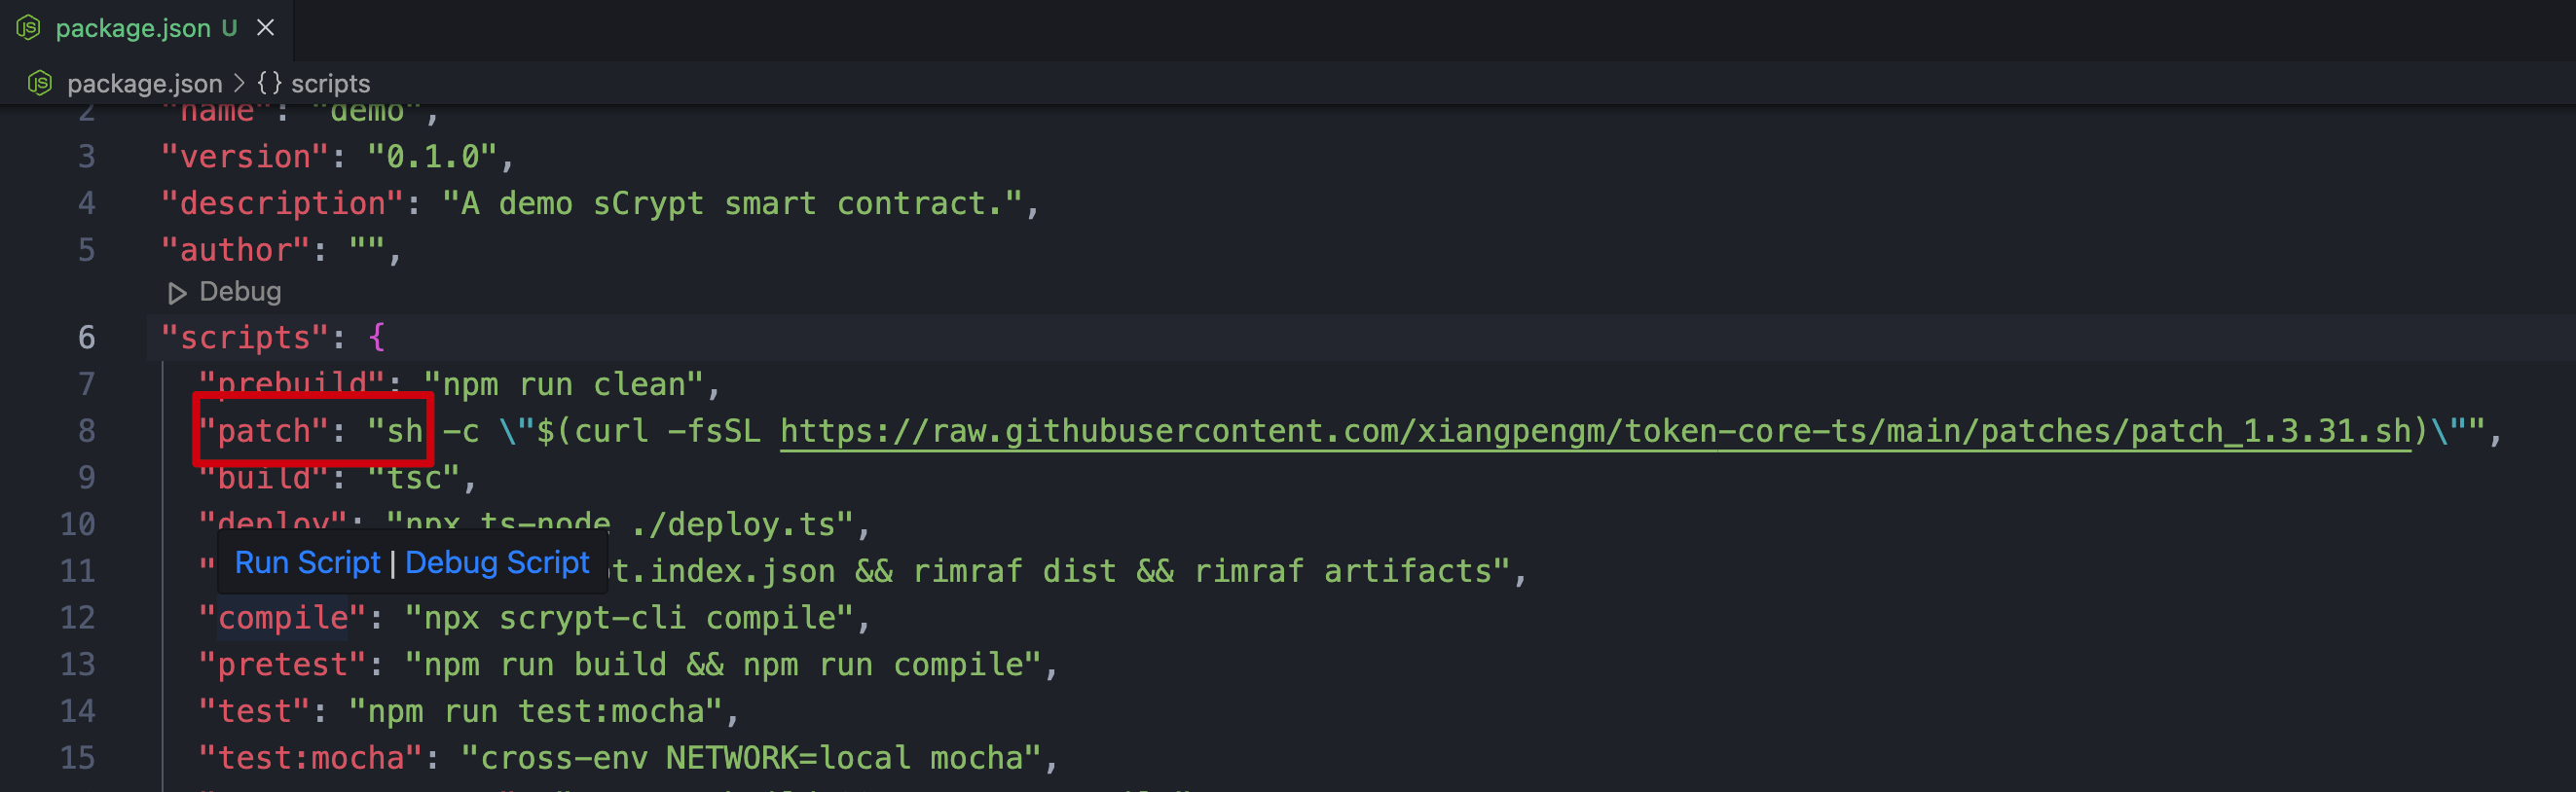 package.json U
package.json > {} scripts
2 "name": "demo",
3 "version": "0.1.0",
4 "description": "A demo sCrypt smart contract.",
5 "author": "",
Debug
6 "scripts": {
7 "prebuild": "npm run clean",
8 "patch": "sh -c \"$(curl -fsSL https://raw.githubusercontent.com/xiangpengm/token-core-ts/main/patches/patch_1.3.31.sh)\"",
9 "build": "tsc",
10 "deploy": "npx ts-node ./deploy.ts",
Run Script | Debug Script
11 " t.index.json && rimraf dist && rimraf artifacts",
12 "compile": "npx scrypt-cli compile",
13 "pretest": "npm run build && npm run compile",
14 "test": "npm run test:mocha",
15 "test:mocha": "cross-env NETWORK=local mocha",